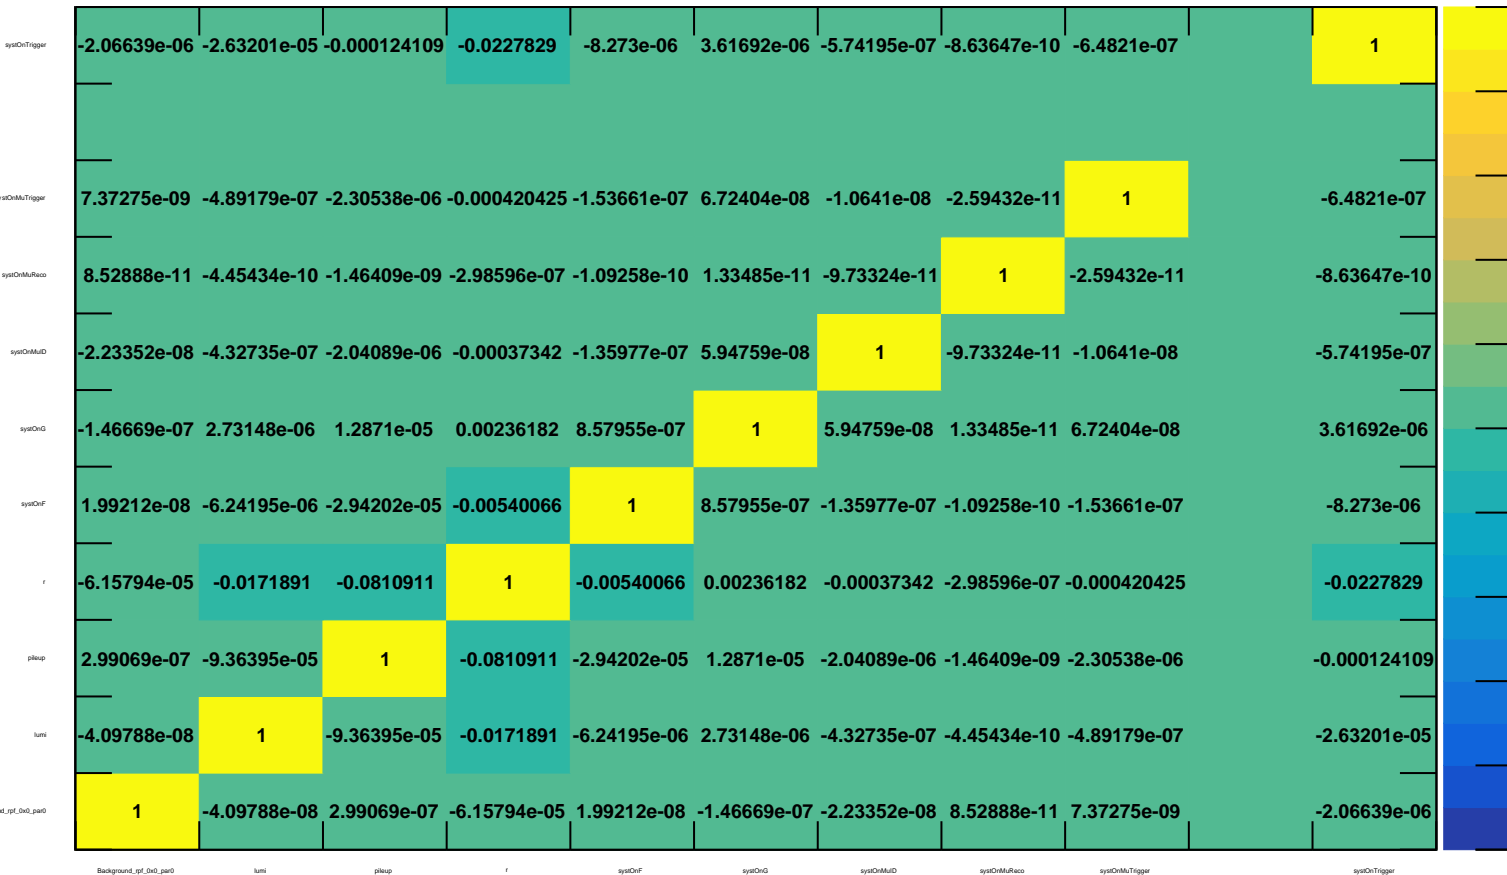 systOnTrigger -2.06639e-06 -2.63201e-05 -0.000124109 -0.0227829 -8.273e-06 3.61692e-06 -5.74195e-07 -8.63647e-10 -6.4821e-07 1
ystOnMuTrigger 7.37275e-09 -4.89179e-07 -2.30538e-06 -0.000420425 -1.53661e-07 6.72404e-08 -1.0641e-08 -2.59432e-11 1 -6.4821e-07
systOnMuReco 8.52888e-11 -4.45434e-10 -1.46409e-09 -2.98596e-07 -1.09258e-10 1.33485e-11 -9.73324e-11 1 -2.59432e-11 -8.63647e-10
systOnMuID -2.23352e-08 -4.32735e-07 -2.04089e-06 -0.00037342 -1.35977e-07 5.94759e-08 1 -9.73324e-11 -1.0641e-08 -5.74195e-07
systOnG -1.46669e-07 2.73148e-06 1.2871e-05 0.00236182 8.57955e-07 1 5.94759e-08 1.33485e-11 6.72404e-08 3.61692e-06
systOnF 1.99212e-08 -6.24195e-06 -2.94202e-05 -0.00540066 1 8.57955e-07 -1.35977e-07 -1.09258e-10 -1.53661e-07 -8.273e-06
r -6.15794e-05 -0.0171891 -0.0810911 1 -0.00540066 0.00236182 -0.00037342 -2.98596e-07 -0.000420425 -0.0227829
pileup 2.99069e-07 -9.36395e-05 1 -0.0810911 -2.94202e-05 1.2871e-05 -2.04089e-06 -1.46409e-09 -2.30538e-06 -0.000124109
lumi -4.09788e-08 1 -9.36395e-05 -0.0171891 -6.24195e-06 2.73148e-06 -4.32735e-07 -4.45434e-10 -4.89179e-07 -2.63201e-05
d_rpf_0x0_par0 1 -4.09788e-08 2.99069e-07 -6.15794e-05 1.99212e-08 -1.46669e-07 -2.23352e-08 8.52888e-11 7.37275e-09 -2.06639e-06
Background_rpf_0x0_par0 lumi pileup r systOnF systOnG systOnMuID systOnMuReco systOnMuTrigger systOnTrigger